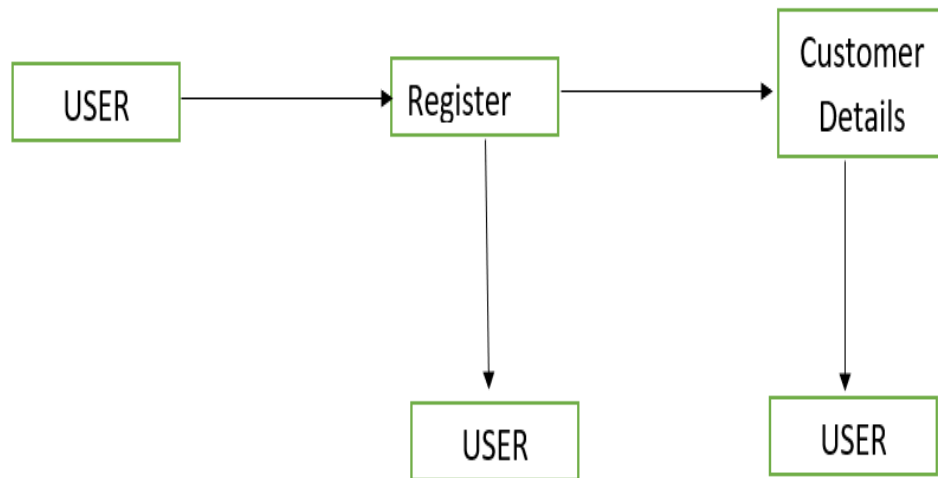 USER
Register
Customer
Details
USER
USER